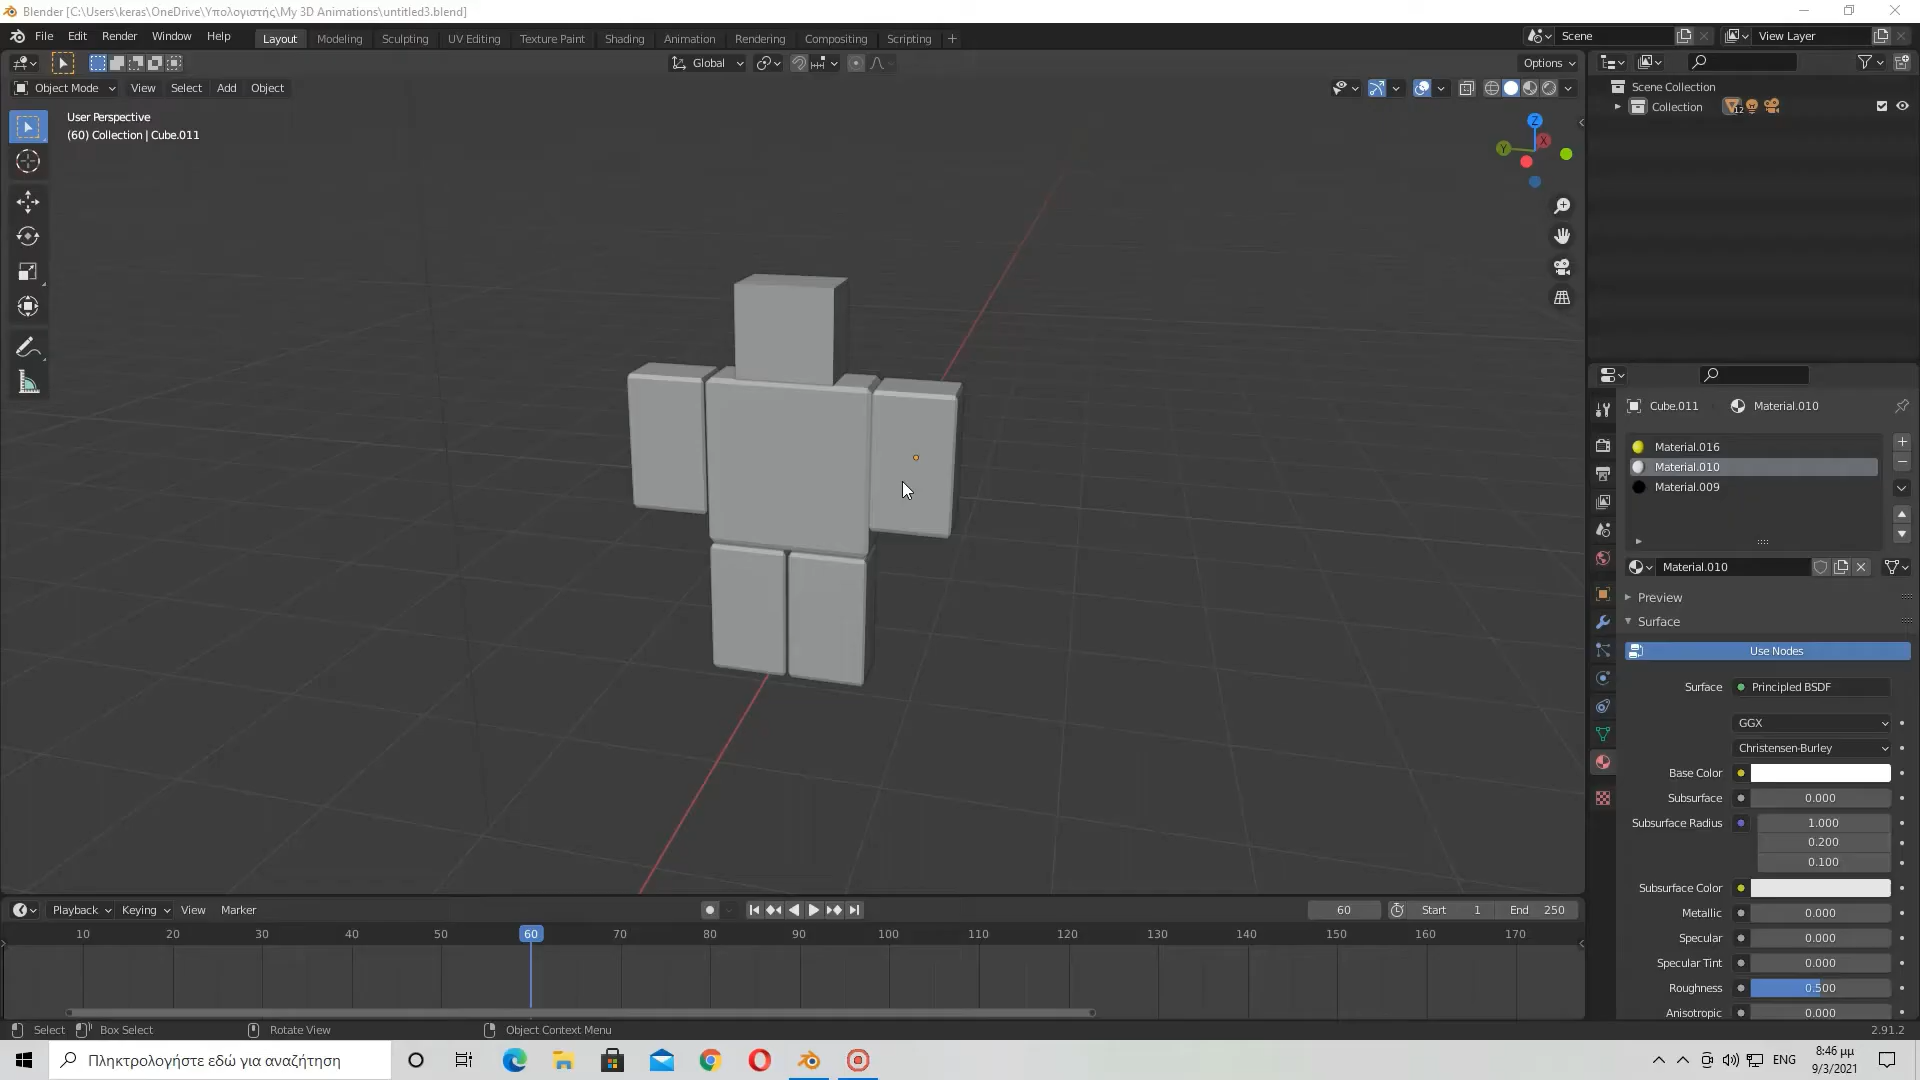 Blender [C:\Users\keras\OneDrive\Υπολογιστής\My 3D Animations\untitled3.blend]
File Edit Render Window Help Layout Modeling Sculpting UV Editing Texture Paint Shading Animation Rendering Compositing Scripting + Scene View Layer
Global Options
Object Mode View Select Add Object
User Perspective
(60) Collection | Cube.011
Z
X
Y
Scene Collection
Collection 12
Cube.011 Material.010
Material.016
Material.010
Material.009
Material.010
Preview
Surface
Use Nodes
Surface Principled BSDF
GGX
Christensen-Burley
Base Color
Subsurface 0.000
Subsurface Radius 1.000
0.200
0.100
Subsurface Color
Metallic 0.000
Specular 0.000
Specular Tint 0.000
Roughness 0.500
Anisotropic 0.000
Playback Keying View Marker 60 Start 1 End 250
10 20 30 40 50 60 70 80 90 100 110 120 130 140 150 160 170
Select Box Select Rotate View Object Context Menu 2.91.2
Πληκτρολογήστε εδώ για αναζήτηση ENG 8:46 μμ
9/3/2021